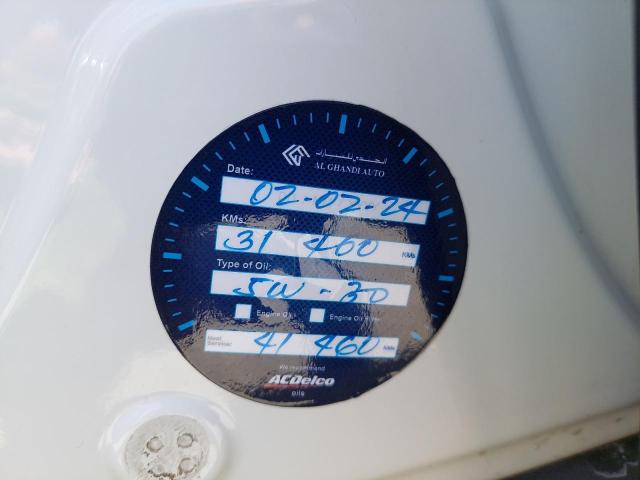 الغندي للسيارات
AL GHANDI AUTO
Date:
02-02-24
KMs:
31 460 KMs
Type of Oil:
5W-30
Engine Oil Engine Oil Filter
Next Service: 41 460 KMs
We recommend
ACDelco
oils